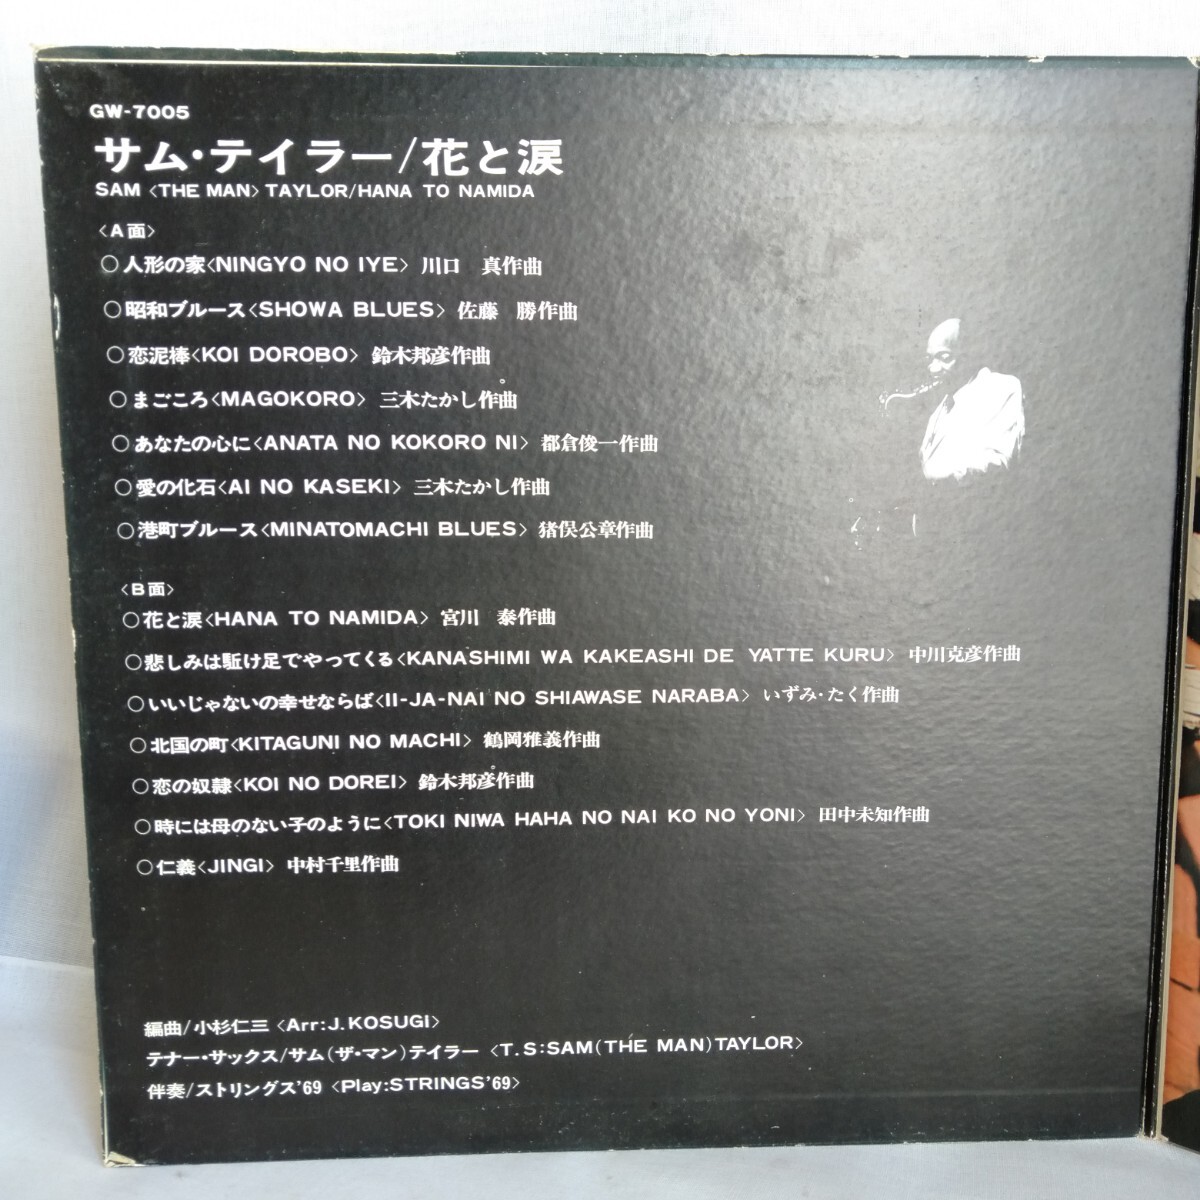 GW-7005
サム・テイラー/花と涙
SAM〈THE MAN〉TAYLOR/HANA TO NAMIDA
〈A面〉
○人形の家〈NINGYO NO IYE〉 川口 真作曲
○昭和ブルース〈SHOWA BLUES〉 佐藤 勝作曲
○恋泥棒〈KOI DOROBO〉 鈴木邦彦作曲
○まごころ〈MAGOKORO〉 三木たかし作曲
○あなたの心に〈ANATA NO KOKORO NI〉 都倉俊一作曲
○愛の化石〈AI NO KASEKI〉 三木たかし作曲
○港町ブルース〈MINATOMACHI BLUES〉 猪俣公章作曲
〈B面〉
○花と涙〈HANA TO NAMIDA〉 宮川 泰作曲
○悲しみは駈け足でやってくる〈KANASHIMI WA KAKEASHI DE YATTE KURU〉 中川克彦作曲
○いいじゃないの幸せならば〈II-JA-NAI NO SHIAWASE NARABA〉 いずみ・たく作曲
○北国の町〈KITAGUNI NO MACHI〉 鶴岡雅義作曲
○恋の奴隷〈KOI NO DOREI〉 鈴木邦彦作曲
○時には母のない子のように〈TOKI NIWA HAHA NO NAI KO NO YONI〉 田中未知作曲
○仁義〈JINGI〉 中村千里作曲
編曲/小杉仁三〈Arr:J.KOSUGI〉
テナー・サックス/サム(ザ・マン)テイラー〈T.S:SAM(THE MAN)TAYLOR〉
伴奏/ストリングス'69〈Play:STRINGS'69〉